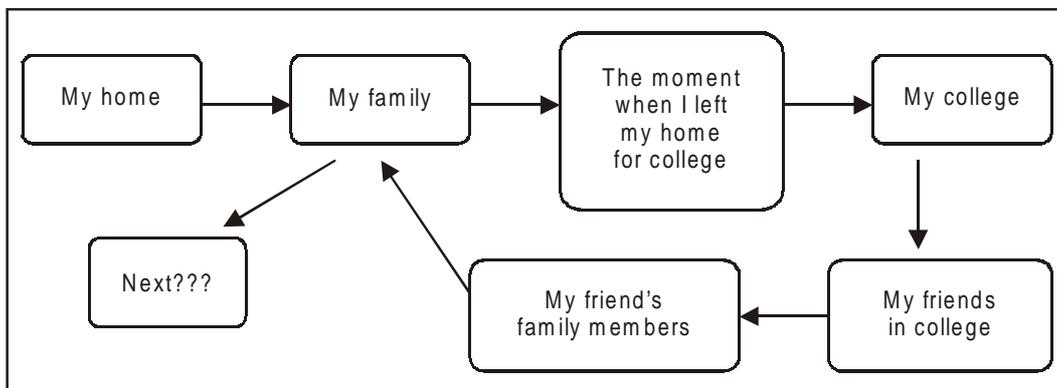 My home
My family
The moment
when I left
my home
for college
My college
My friends
in college
My friend's
family members
Next???